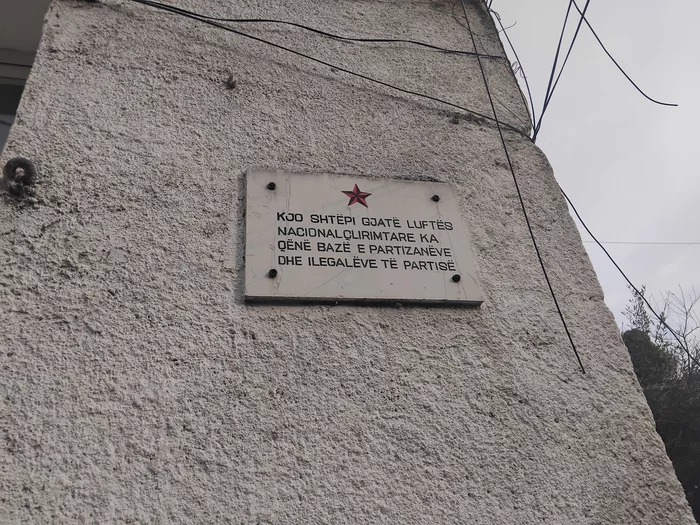 KJO SHTËPI GJATË LUFTËS
NACIONALÇLIRIMTARE KA
QËNË BAZË E PARTIZANËVE
DHE ILEGALËVE TË PARTISË